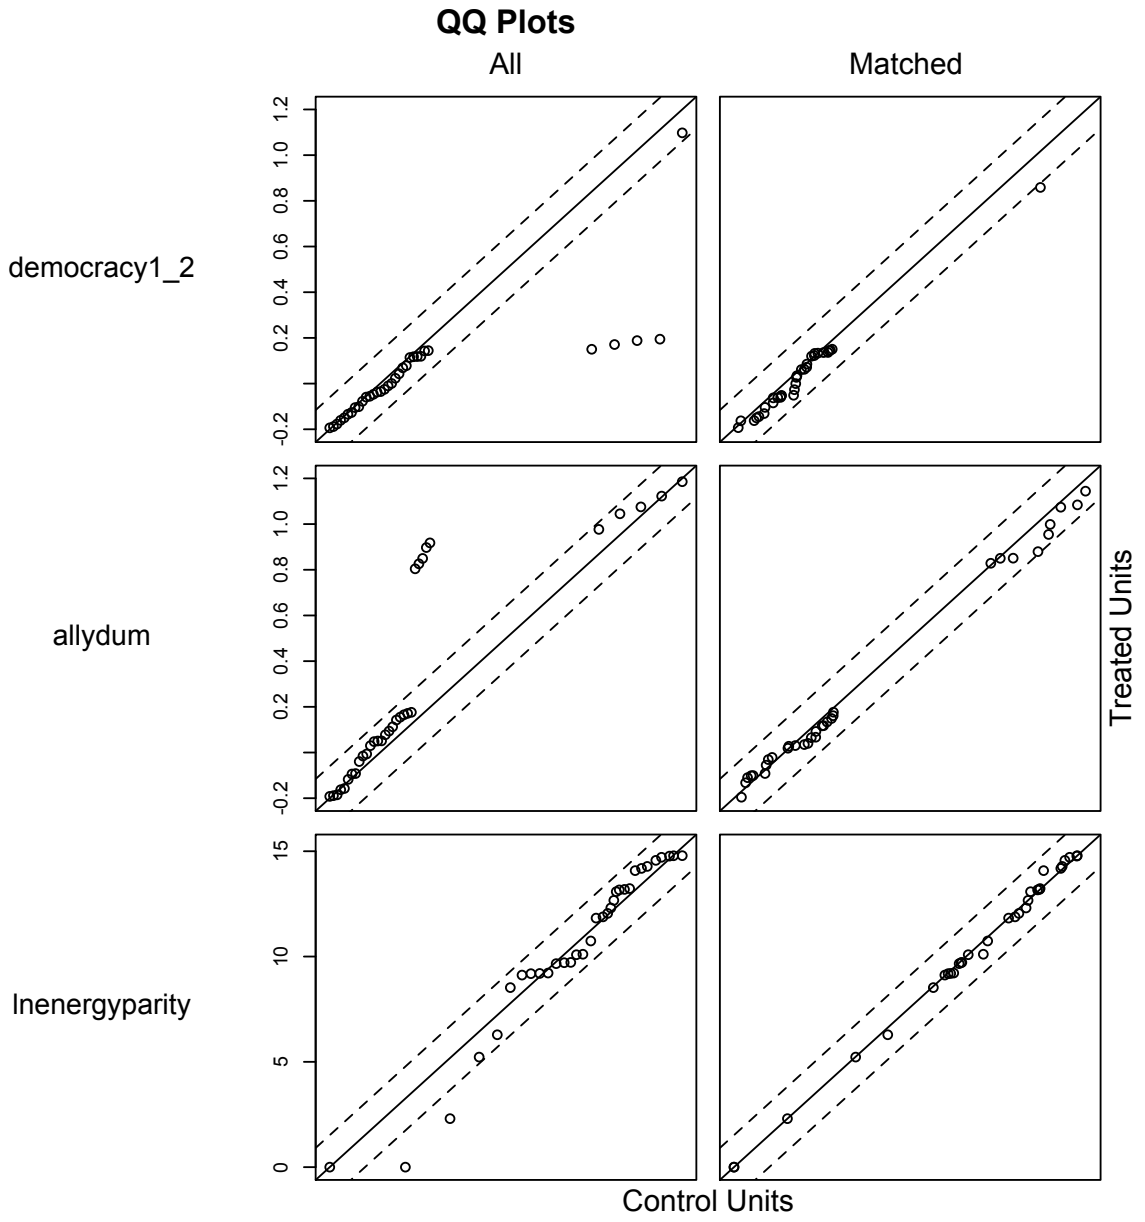 QQ Plots
All Matched
democracy1_2
-0.2 0.2 0.4 0.6 0.8 1.0 1.2
allydum
-0.2 0.2 0.4 0.6 0.8 1.0 1.2
lnenergyparity
0 5 10 15
Treated Units
Control Units